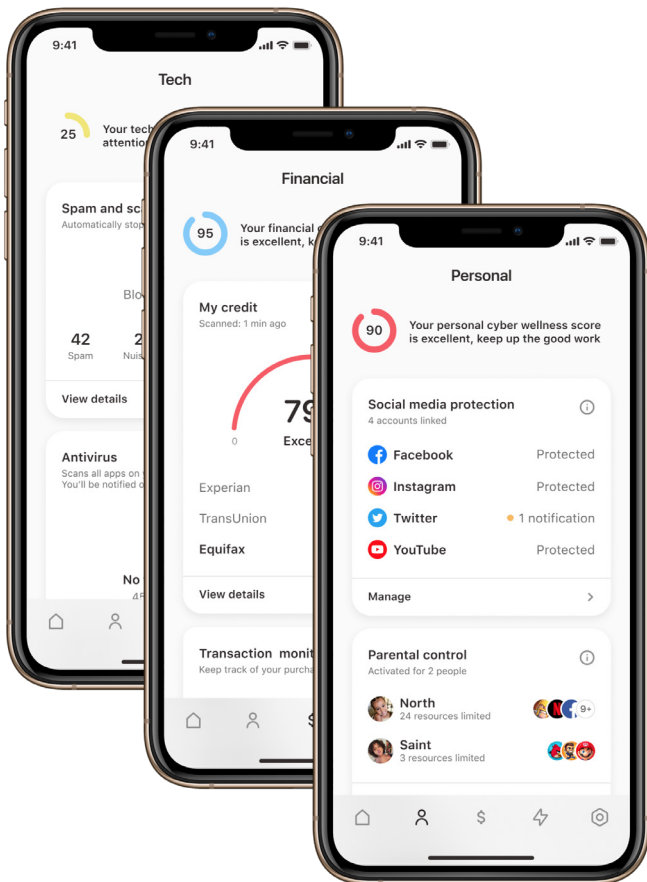 9:41
Tech
25
Your tech
attention
Spam and sc
Automatically stop
Blo
42
Spam
2
Nuis
View details
Antivirus
Scans all apps on
You'll be notified o
No
45
9:41
Financial
95
Your financial c
is excellent, k
My credit
Scanned: 1 min ago
79
0
Exce
Experian
TransUnion
Equifax
View details
Transaction monit
Keep track of your purcha
$
9:41
Personal
90
Your personal cyber wellness score
is excellent, keep up the good work
Social media protection
4 accounts linked
Facebook Protected
Instagram Protected
Twitter 1 notification
YouTube Protected
Manage
Parental control
Activated for 2 people
North
24 resources limited
9+
Saint
3 resources limited
$